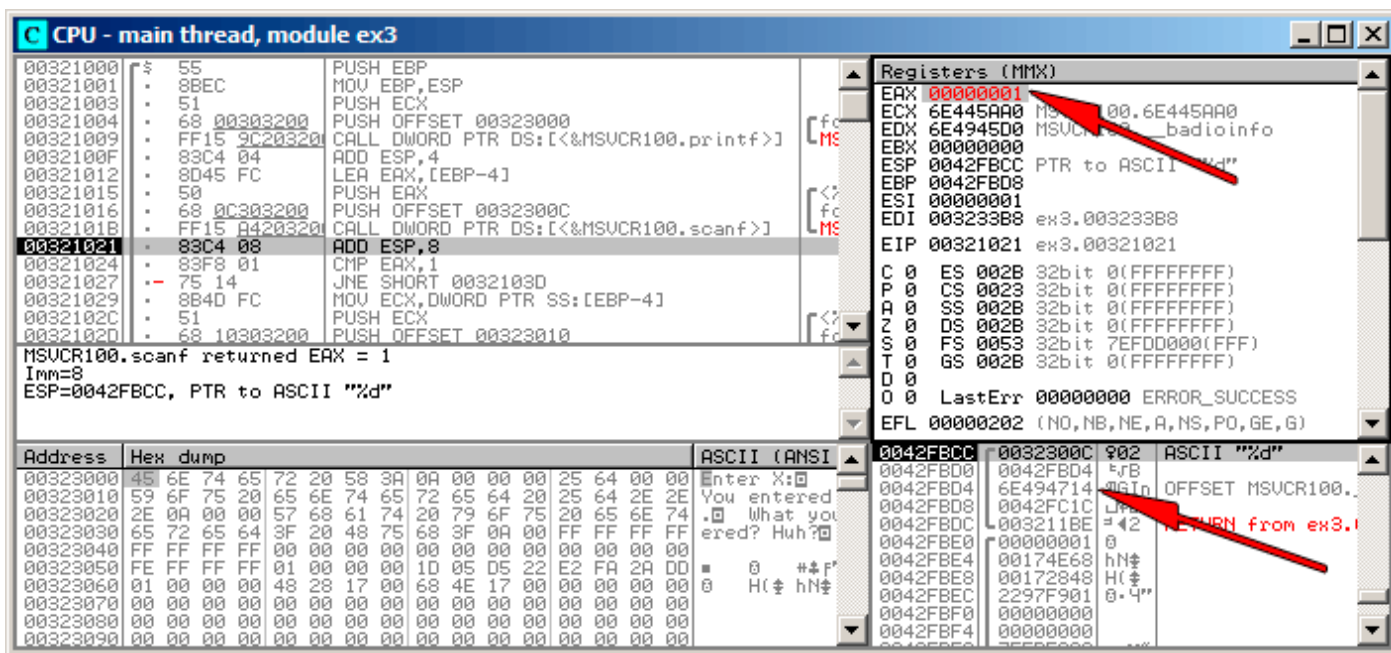 CPU - main thread, module ex3
00321000 $ 55 PUSH EBP
00321001 . 8BEC MOV EBP,ESP
00321003 . 51 PUSH ECX
00321004 . 68 00303200 PUSH OFFSET 00323000
00321009 . FF15 9C203200 CALL DWORD PTR DS:[<&MSVCR100.printf>]
0032100F . 83C4 04 ADD ESP,4
00321012 . 8D45 FC LEA EAX,[EBP-4]
00321015 . 50 PUSH EAX
00321016 . 68 0C303200 PUSH OFFSET 0032300C
0032101B . FF15 A4203200 CALL DWORD PTR DS:[<&MSVCR100.scanf>]
00321021 . 83C4 08 ADD ESP,8
00321024 . 83F8 01 CMP EAX,1
00321027 .- 75 14 JNE SHORT 0032103D
00321029 . 8B4D FC MOV ECX,DWORD PTR SS:[EBP-4]
0032102C . 51 PUSH ECX
0032102D . 68 10303200 PUSH OFFSET 00323010
MSVCR100.scanf returned EAX = 1
Imm=8
ESP=0042FBCC, PTR to ASCII "%d"
Registers (MMX)
EAX 00000001
ECX 6E445AA0 MSVCR100.6E445AA0
EDX 6E4945D0 MSVCR100.__badioinfo
EBX 00000000
ESP 0042FBCC PTR to ASCII "%d"
EBP 0042FBD8
ESI 00000001
EDI 003233B8 ex3.003233B8
EIP 00321021 ex3.00321021
C 0 ES 002B 32bit 0(FFFFFFFF)
P 0 CS 0023 32bit 0(FFFFFFFF)
A 0 SS 002B 32bit 0(FFFFFFFF)
Z 0 DS 002B 32bit 0(FFFFFFFF)
S 0 FS 0053 32bit 7EFDD000(FFF)
T 0 GS 002B 32bit 0(FFFFFFFF)
D 0
O 0 LastErr 00000000 ERROR_SUCCESS
EFL 00000202 (NO,NB,NE,A,NS,PO,GE,G)
Address Hex dump ASCII (ANSI
00323000 45 6E 74 65 72 20 58 3A 0A 00 00 00 25 64 00 00 Enter X:
00323010 59 6F 75 20 65 6E 74 65 72 65 64 20 25 64 2E 2E You entered
00323020 2E 0A 00 00 57 68 61 74 20 79 6F 75 20 65 6E 74 . What you
00323030 65 72 65 64 3F 20 48 75 68 3F 0A 00 FF FF FF FF ered? Huh?
00323040 FF FF FF FF 00 00 00 00 00 00 00 00 00 00 00 00
00323050 FE FF FF FF 01 00 00 00 1D 05 D5 22 E2 FA 2A DD
00323060 01 00 00 00 48 28 17 00 68 4E 17 00 00 00 00 00 H( hN
00323070 00 00 00 00 00 00 00 00 00 00 00 00 00 00 00 00
00323080 00 00 00 00 00 00 00 00 00 00 00 00 00 00 00 00
00323090 00 00 00 00 00 00 00 00 00 00 00 00 00 00 00 00
0042FBCC 0032300C ASCII "%d"
0042FBD0 0042FBD4
0042FBD4 6E494714 OFFSET MSVCR100.
0042FBD8 0042FC1C
0042FBDC 003211BE RETURN from ex3.
0042FBE0 00000001
0042FBE4 00174E68 hN
0042FBE8 00172848 H(
0042FBEC 2297F901
0042FBF0 00000000
0042FBF4 00000000